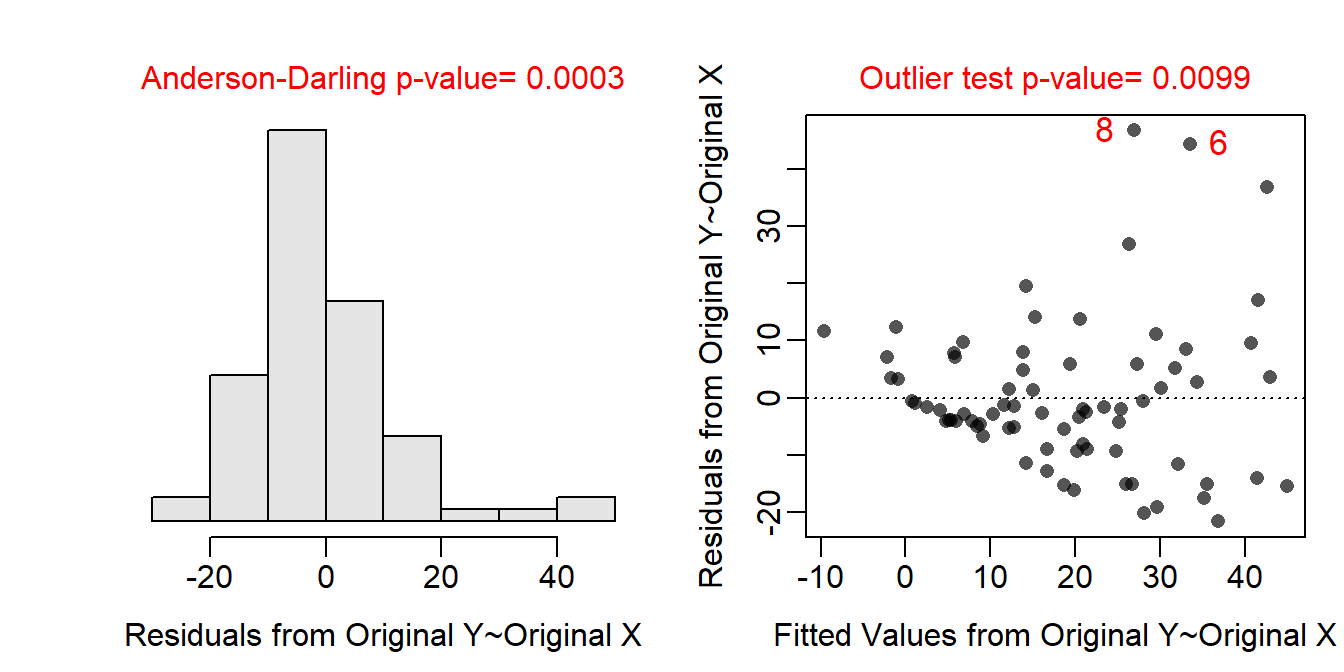 Anderson-Darling p-value= 0.0003
-20 0 20 40
Residuals from Original Y~Original X
Outlier test p-value= 0.0099
Residuals from Original Y~Original X
30
10
0
-20
8
6
-10 0 10 20 30 40
Fitted Values from Original Y~Original X